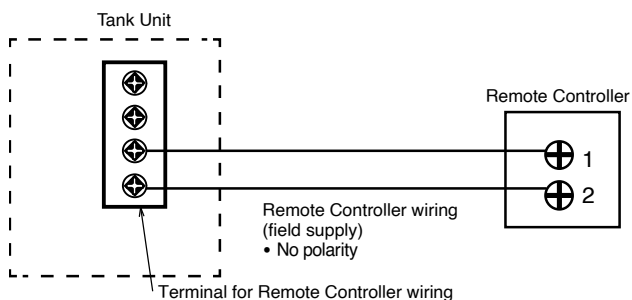 Tank Unit
Remote Controller
1
2
Remote Controller wiring
(field supply)
• No polarity
Terminal for Remote Controller wiring